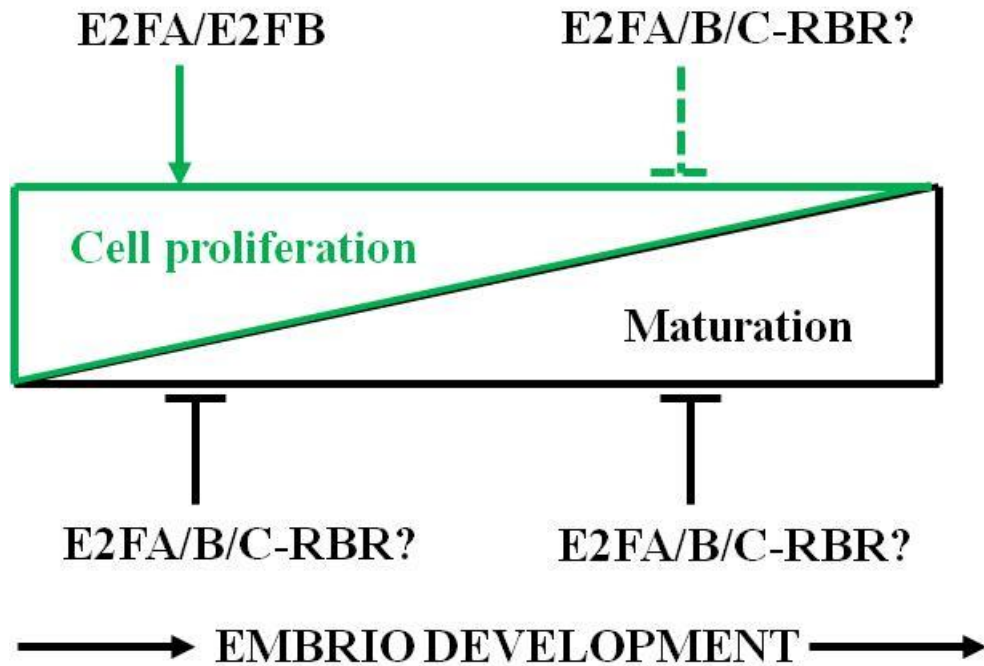 E2FA/E2FB
E2FA/B/C-RBR?
Cell proliferation
Maturation
E2FA/B/C-RBR?
E2FA/B/C-RBR?
EMBRIO DEVELOPMENT